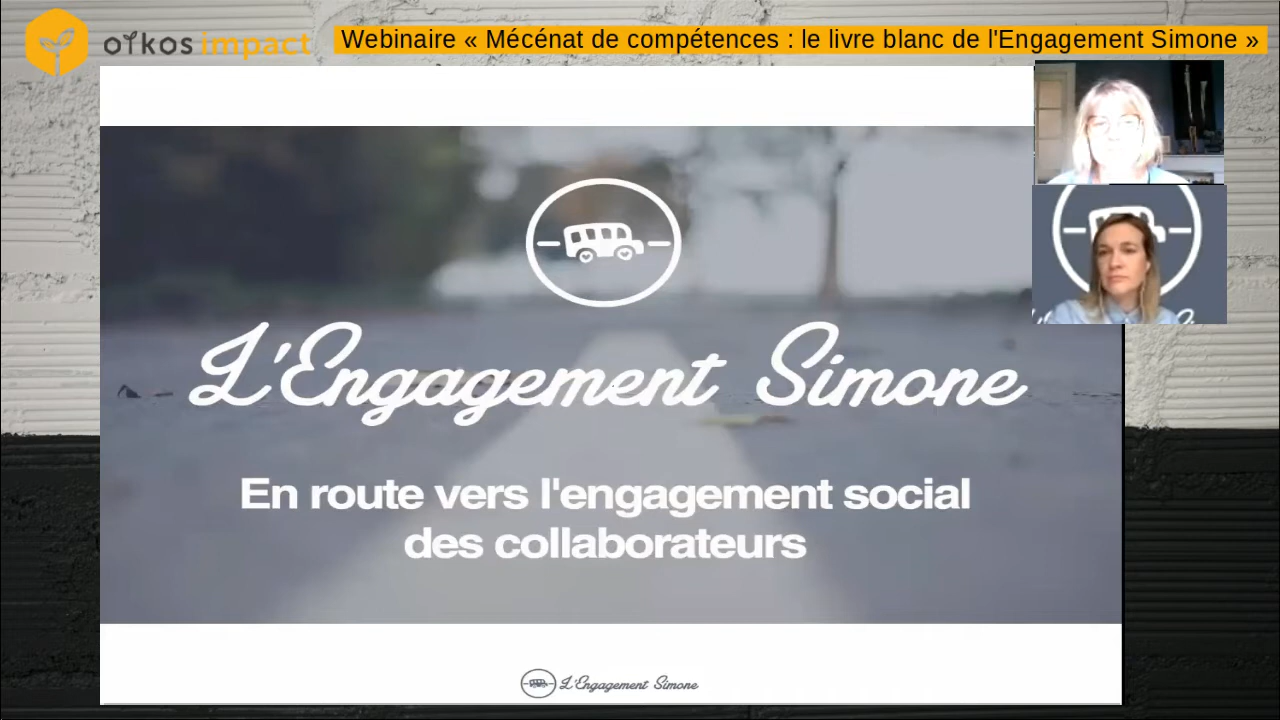 oikos impact
Webinaire « Mécénat de compétences : le livre blanc de l'Engagement Simone »
L'Engagement Simone
En route vers l'engagement social
des collaborateurs
L'Engagement Simone